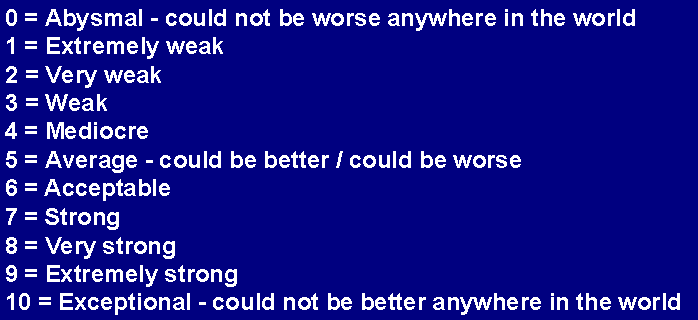 0 = Abysmal - could not be worse anywhere in the world
1 = Extremely weak
2 = Very weak
3 = Weak
4 = Mediocre
5 = Average - could be better / could be worse
6 = Acceptable
7 = Strong
8 = Very strong
9 = Extremely strong
10 = Exceptional - could not be better anywhere in the world